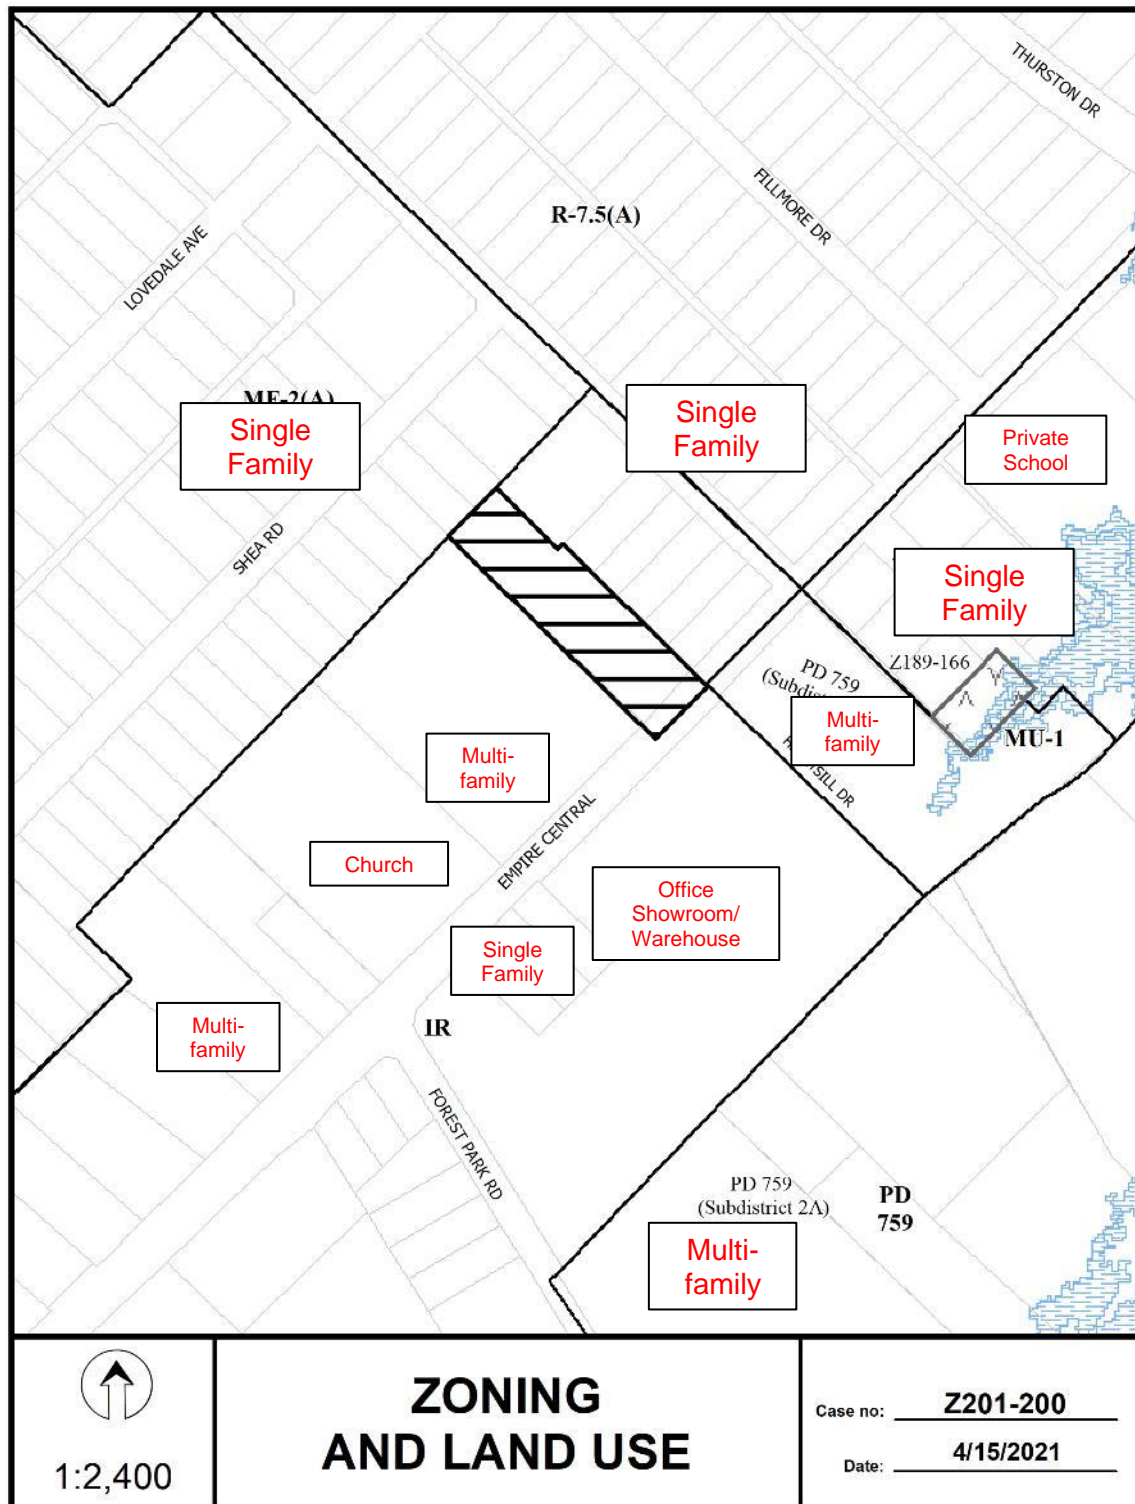 THURSTON DR
FILLMORE DR
R-7.5(A)
LOVEDALE AVE
MF-2(A)
Single
Family
Single
Family
Private
School
SHEA RD
Single
Family
Z189-166
PD 759
Multi-
family
MU-1
Multi-
family
EMPIRE CENTRAL
Church
Office
Showroom/
Warehouse
Single
Family
Multi-
family
IR
FOREST PARK RD
PD 759
(Subdistrict 2A)
PD
759
Multi-
family
1:2,400
ZONING
AND LAND USE
Case no: Z201-200
Date: 4/15/2021